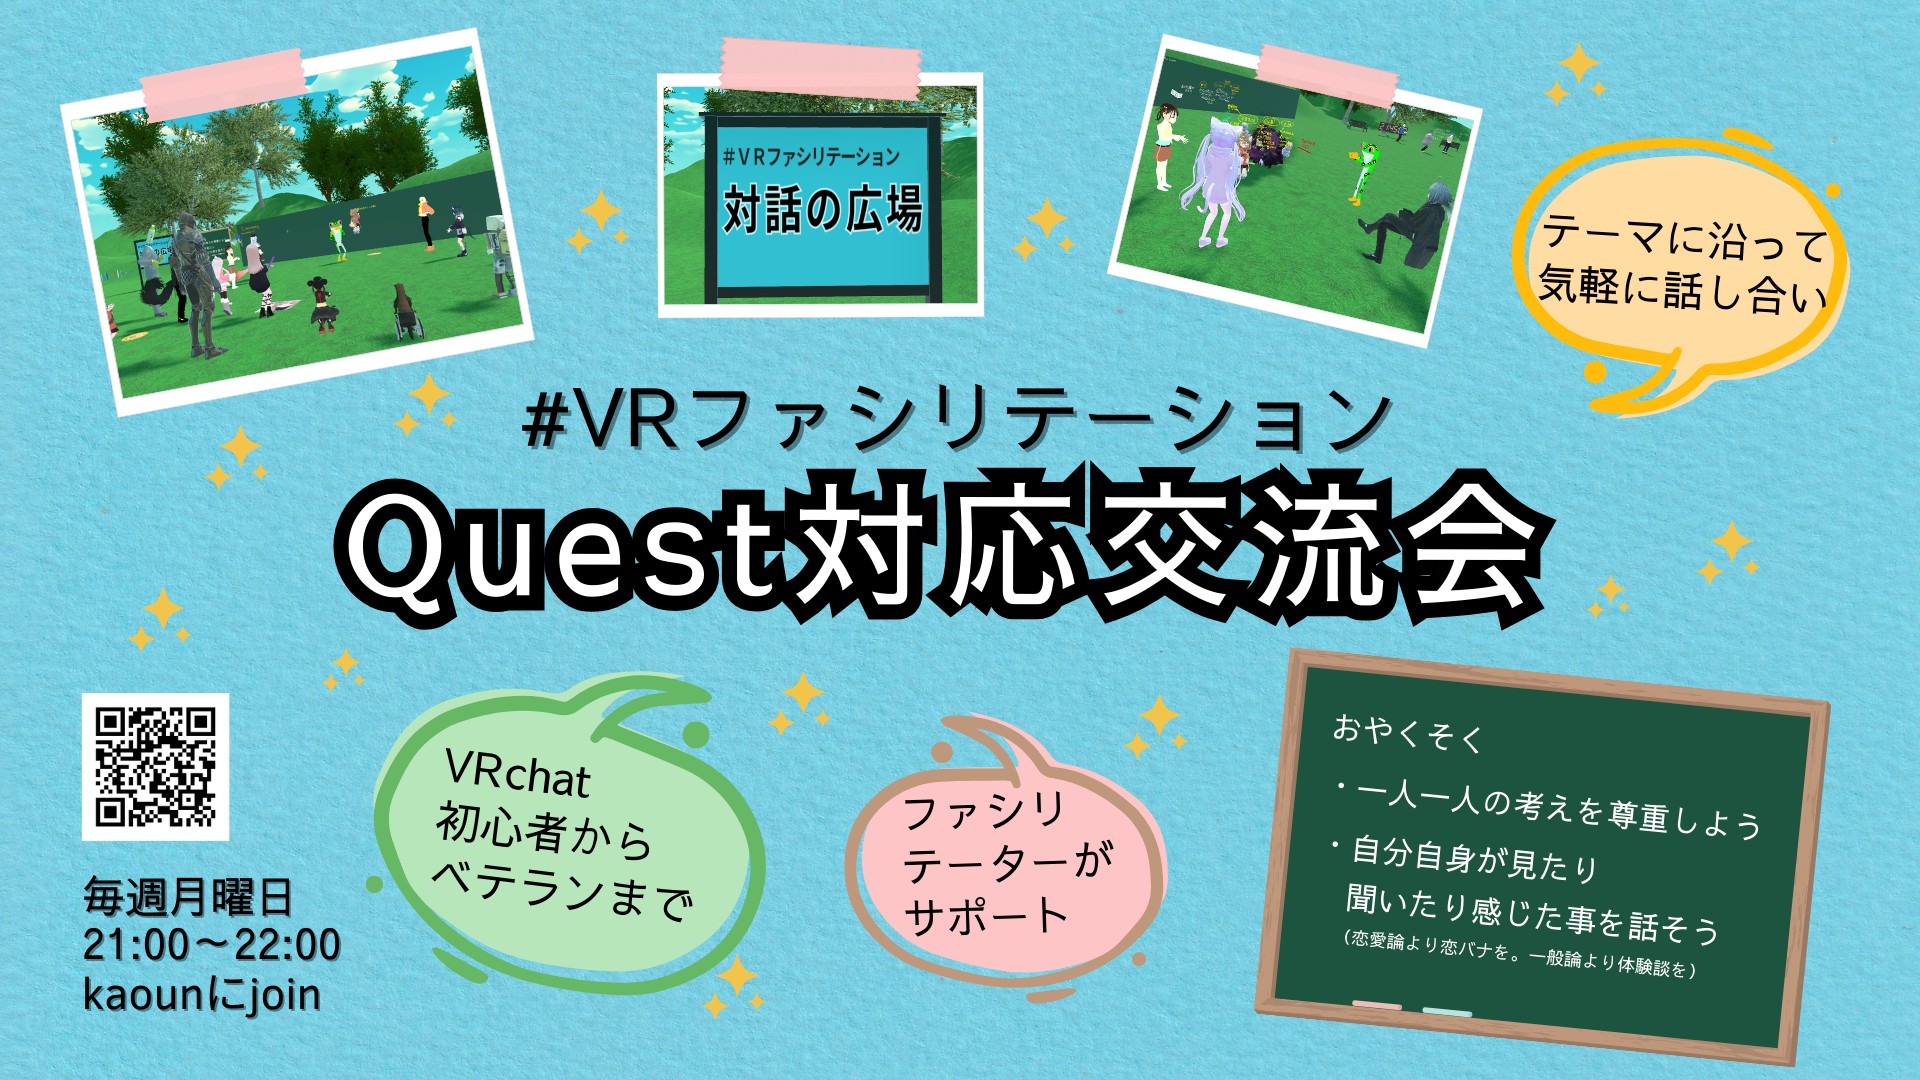 #VRファシリテーション
対話の広場
テーマに沿って
気軽に話し合い
#VRファシリテーション
Quest対応交流会
VRchat
初心者から
ベテランまで
ファシリ
テーターが
サポート
おやくそく
・一人一人の考えを尊重しよう
・自分自身が見たり
聞いたり感じた事を話そう
(恋愛論より恋バナを。一般論より体験談を)
毎週月曜日
21:00〜22:00
kaounにjoin